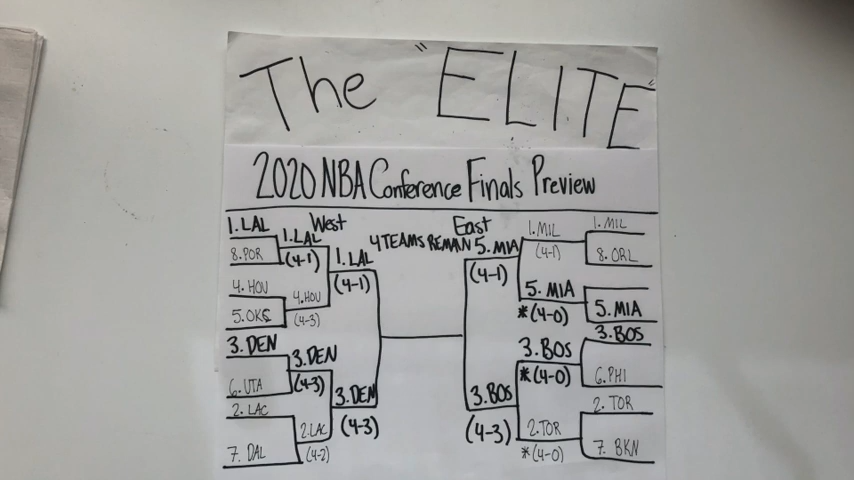 The "ELITE"
2020 NBA Conference Finals Preview
West
East
4 TEAMS REMAIN
1. LAL
8. POR
4. HOU
5. OKC
3. DEN
6. UTA
2. LAC
7. DAL
1. LAL
(4-1)
4. HOU
(4-3)
3. DEN
(4-3)
2. LAC
(4-2)
1. LAL
(4-1)
3. DEN
(4-3)
5. MIA
(4-1)
3. BOS
(4-3)
1. MIL
(4-1)
5. MIA
*(4-0)
3. BOS
*(4-0)
2. TOR
*(4-0)
1. MIL
8. ORL
5. MIA
3. BOS
6. PHI
2. TOR
7. BKN